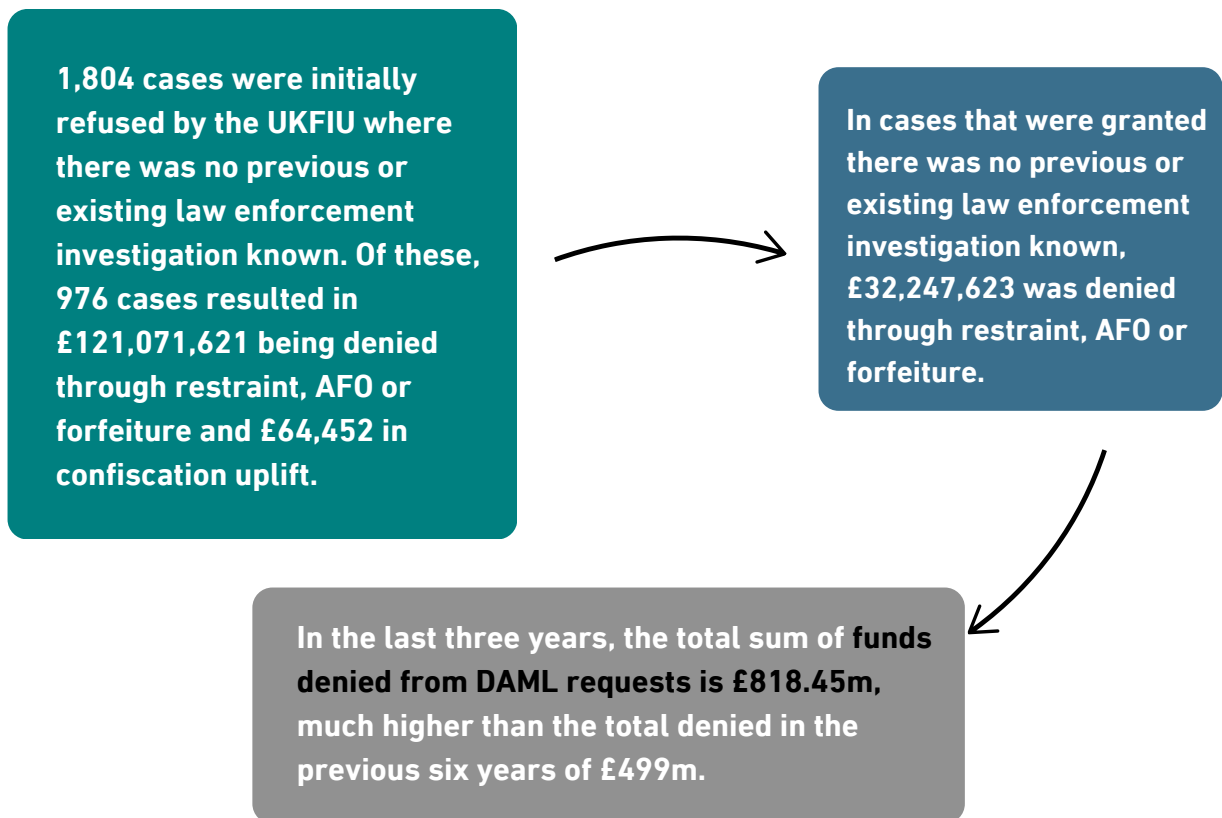 1,804 cases were initially
refused by the UKFIU where
there was no previous or
existing law enforcement
investigation known. Of these,
976 cases resulted in
£121,071,621 being denied
through restraint, AFO or
forfeiture and £64,452 in
confiscation uplift.
In cases that were granted
there was no previous or
existing law enforcement
investigation known,
£32,247,623 was denied
through restraint, AFO or
forfeiture.
In the last three years, the total sum of funds
denied from DAML requests is £818.45m,
much higher than the total denied in the
previous six years of £499m.